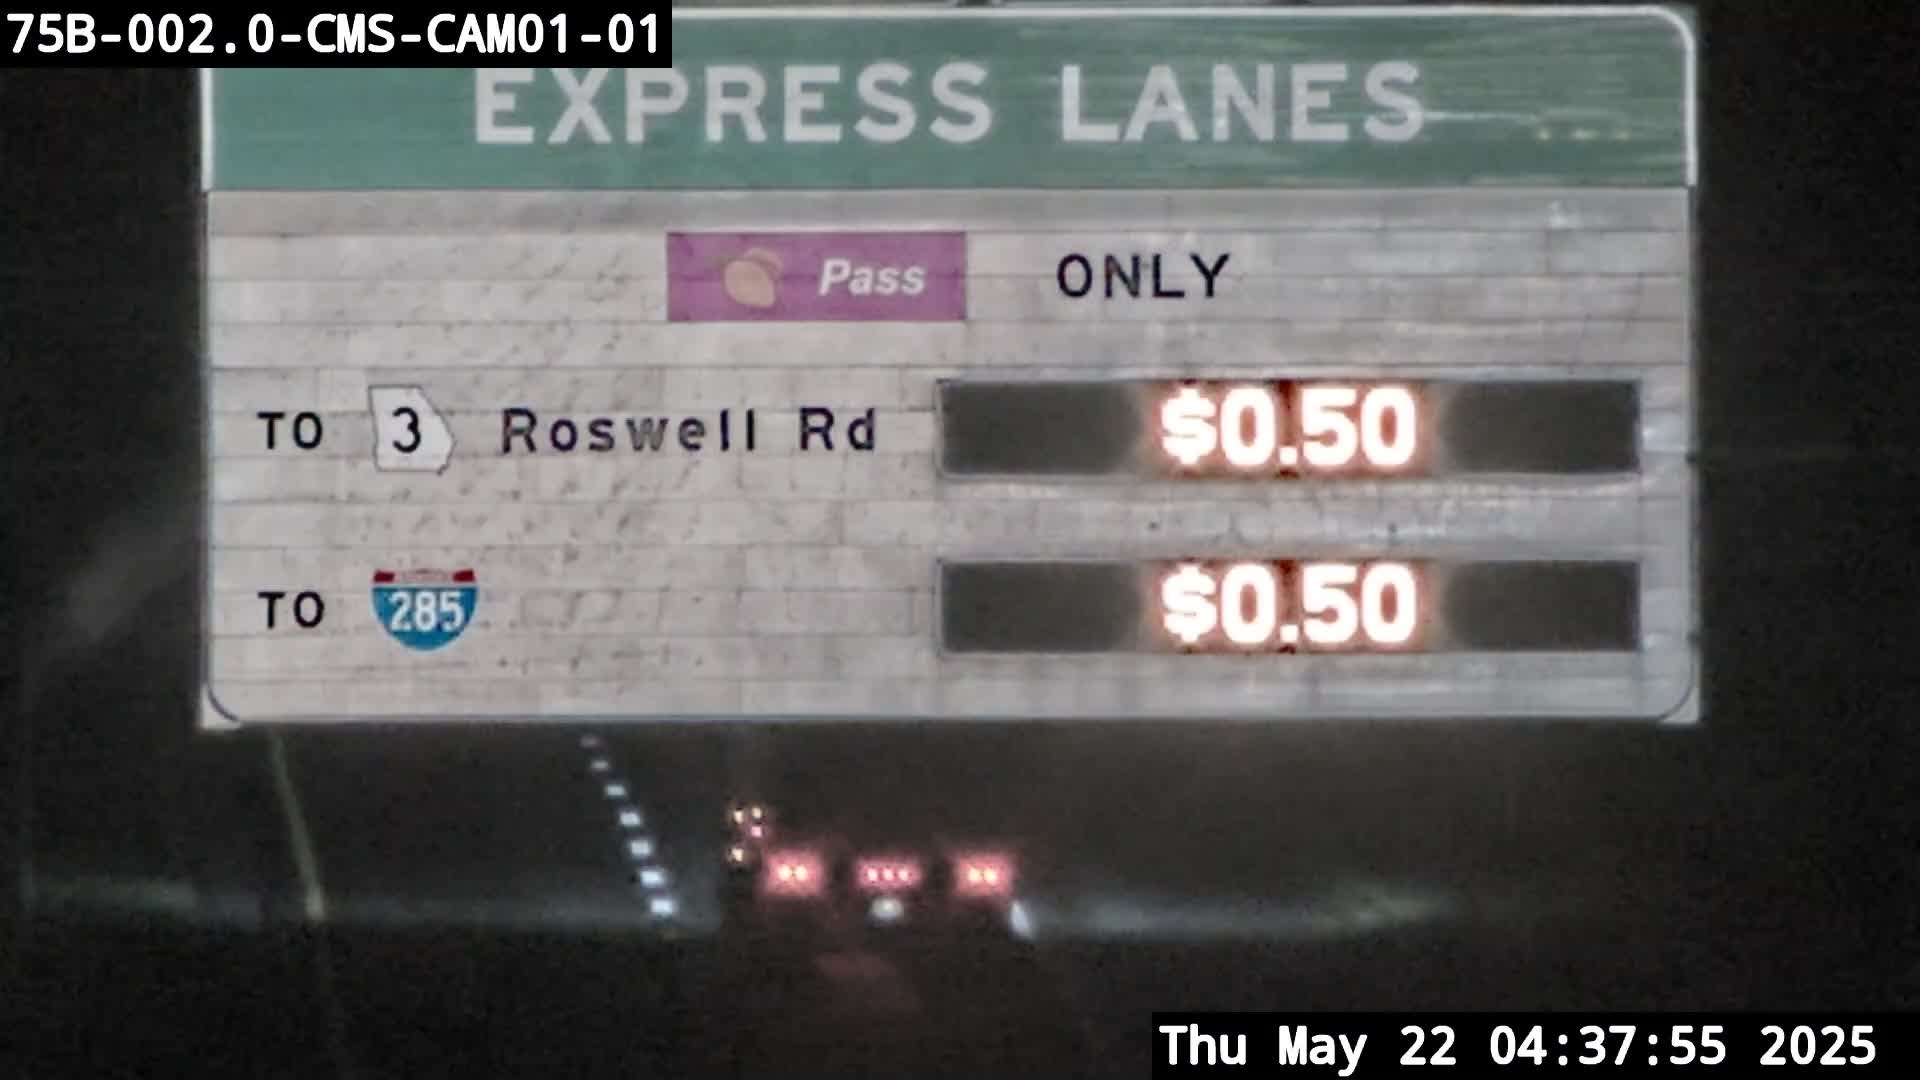 75B-002.0-CMS-CAM01-01
EXPRESS LANES
Pass ONLY
TO 3 Roswell Rd $0.50
TO 285 $0.50
Thu May 22 04:37:55 2025